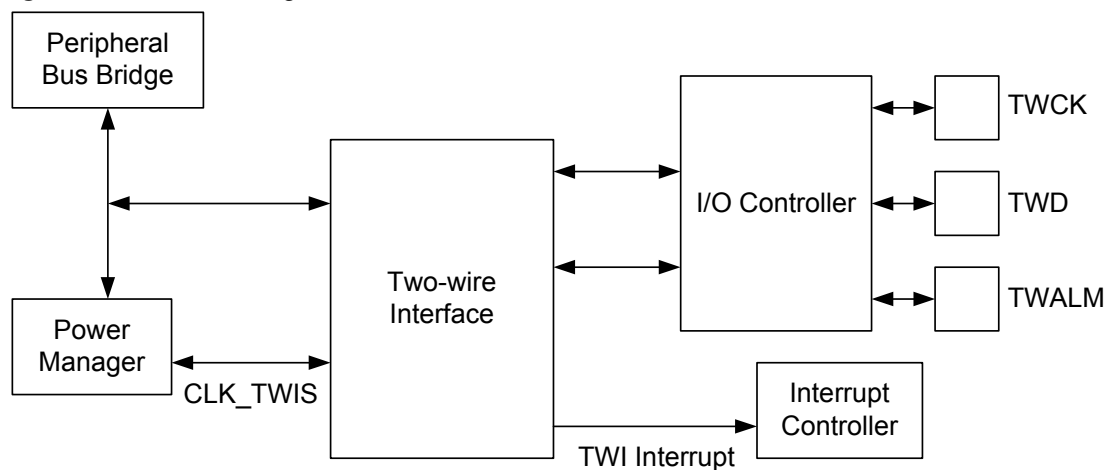 Peripheral
Bus Bridge
TWCK
I/O Controller
TWD
Two-wire
Interface
TWALM
Power
Manager
CLK_TWIS
Interrupt
Controller
TWI Interrupt